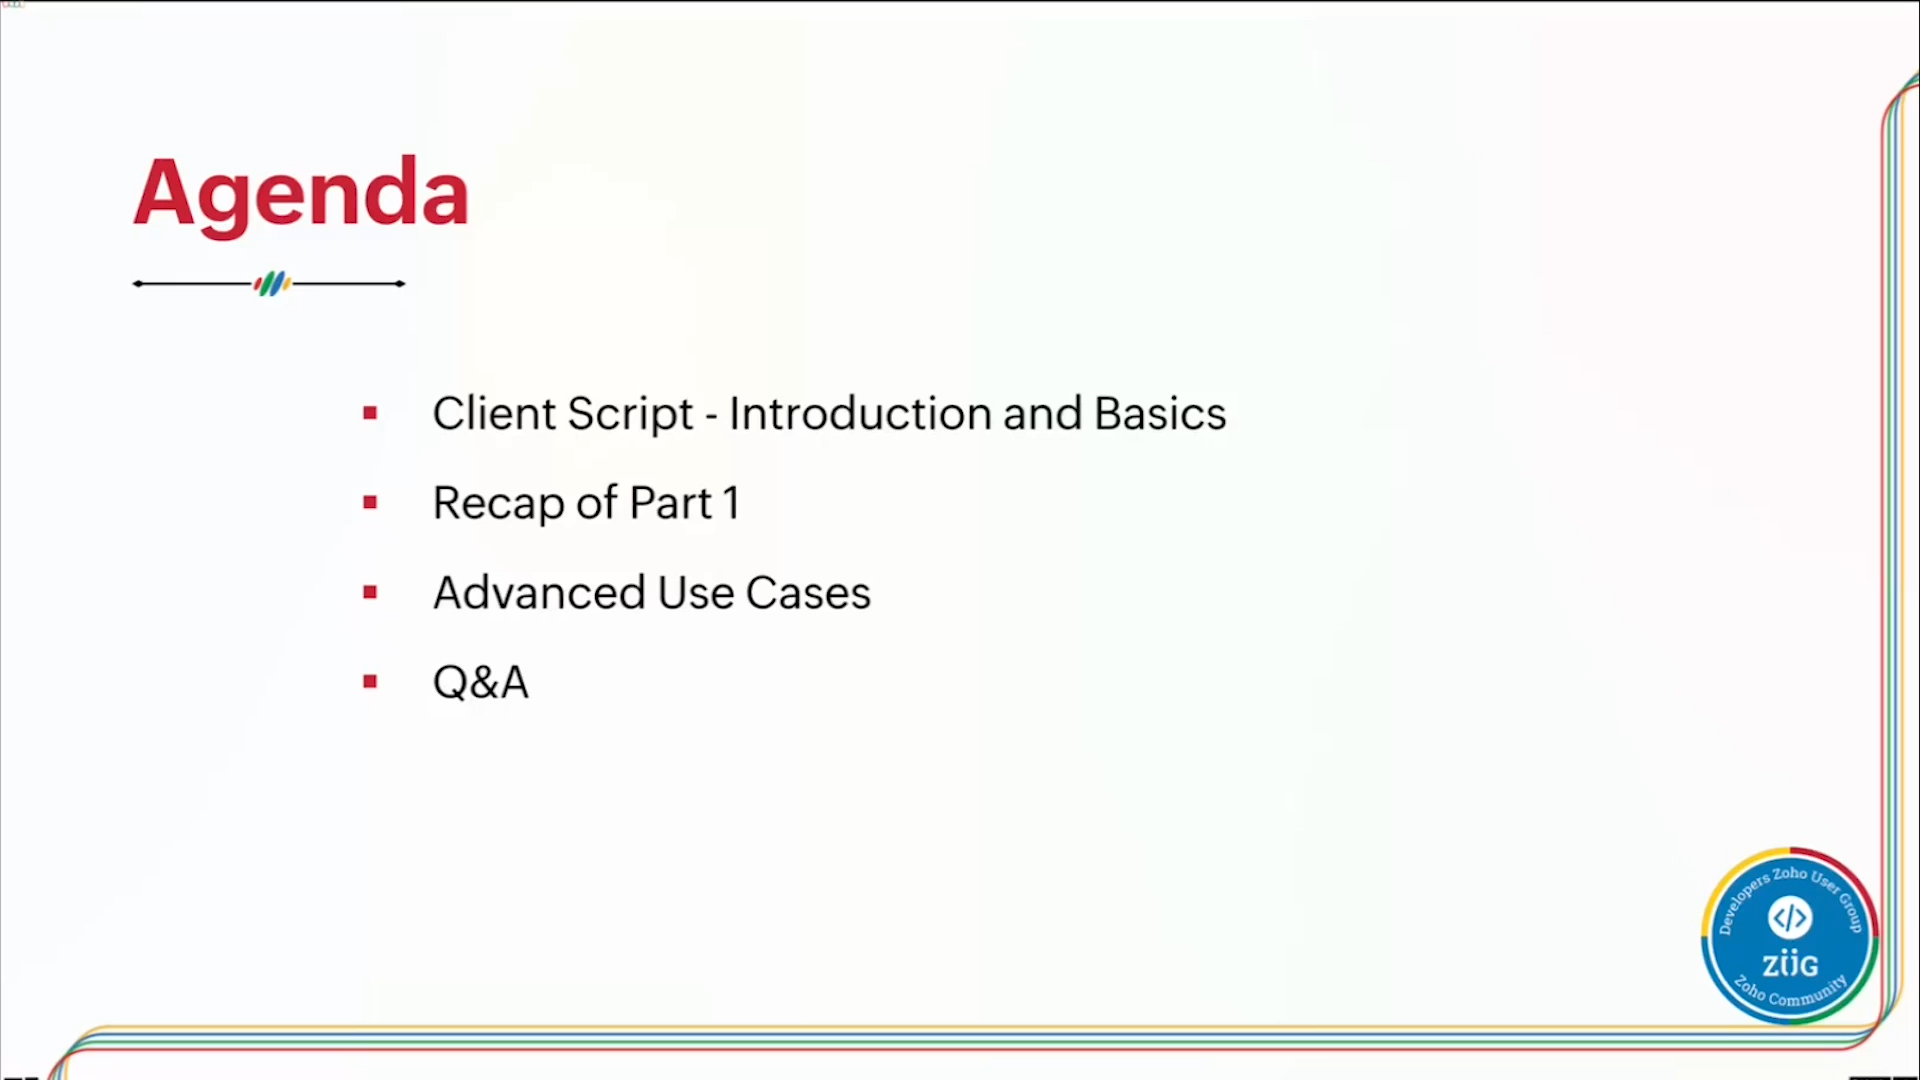 Agenda
Client Script - Introduction and Basics
Recap of Part 1
Advanced Use Cases
Q&A
Developers Zoho User Group
</>
ZUG
Zoho Community